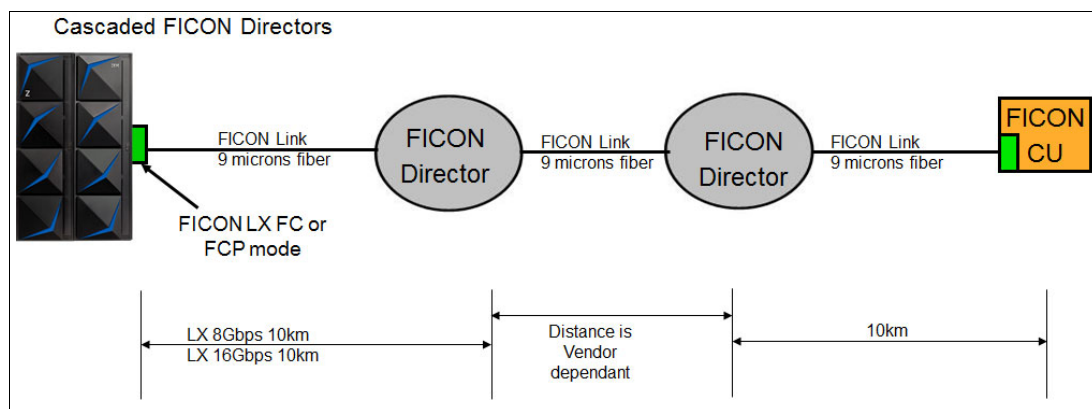 Cascaded FICON Directors
Z
FICON Link
9 microns fiber
FICON
Director
FICON Link
9 microns fiber
FICON
Director
FICON Link
9 microns fiber
FICON
CU
FICON LX FC or
FCP mode
LX 8Gbps 10km
LX 16Gbps 10km
Distance is
Vendor
dependant
10km